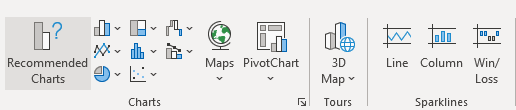 Recommended
Charts
Maps
PivotChart
3D
Map
Line
Column
Win/
Loss
Charts
Tours
Sparklines